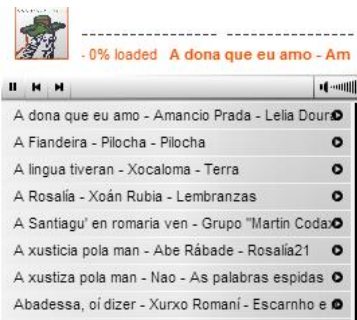 - 0% loaded A dona que eu amo - Am
A dona que eu amo - Amancio Prada - Lelia Doura
A Fiandeira - Pilocha - Pilocha
A lingua tiveran - Xocaloma - Terra
A Rosalía - Xoán Rubia - Lembranzas
A Santiagu' en romaria ven - Grupo "Martin Codax
A xusticia pola man - Abe Rábade - Rosalía21
A xustiza pola man - Nao - As palabras espidas
Abadessa, oí dizer - Xurxo Romaní - Escarnho e